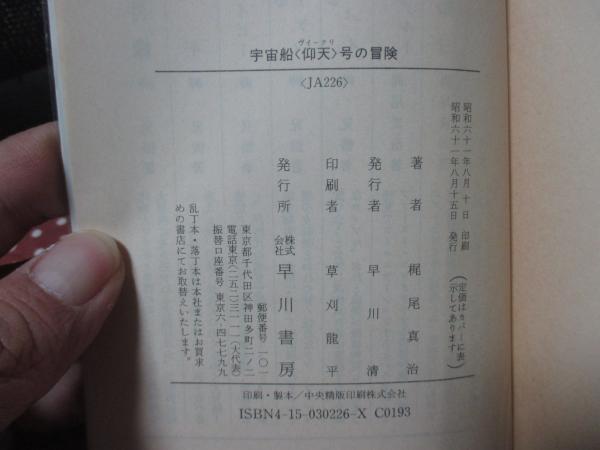 ヴィークリ
宇宙船〈仰天〉号の冒険
〈JA226〉
昭和六十一年八月　十　日　印刷
昭和六十一年八月十五日　発行
（定価はカバーに表
示してあります）
著者　梶尾真治
発行者　早川　清
印刷者　草刈龍平
発行所　株式会社　早川書房
郵便番号　一〇一
東京都千代田区神田多町二ノ二
電話東京（二五二）三一一一（大代表）
振替口座番号　東京六・四七七九九
乱丁本・落丁本は本社またはお買求
めの書店にてお取替えいたします。
印刷・製本／中央精版印刷株式会社
ISBN4-15-030226-X C0193